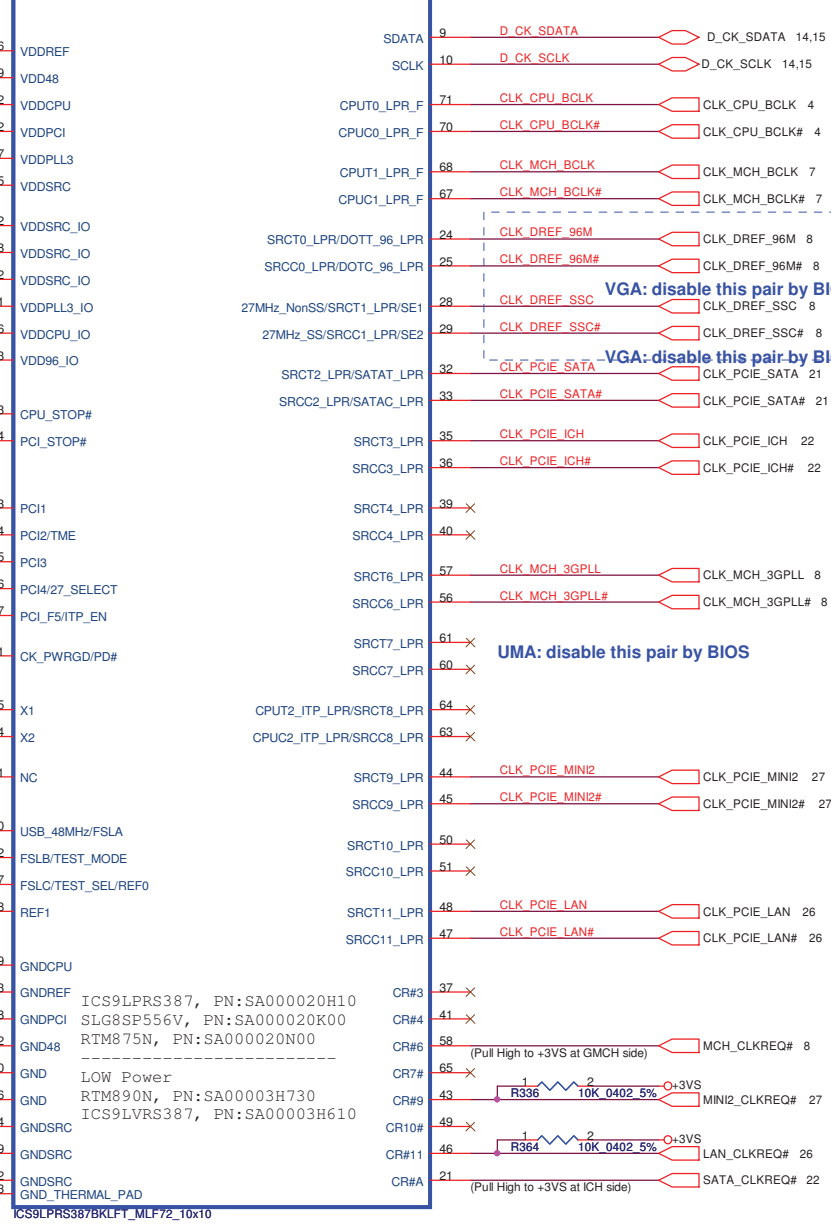 SDATA 9 D_CK_SDATA D_CK_SDATA 14,15
VDDREF
SCLK 10 D_CK_SCLK D_CK_SCLK 14,15
VDD48
VDDCPU CPUT0_LPR_F 71 CLK_CPU_BCLK CLK_CPU_BCLK 4
VDDPCI CPUC0_LPR_F 70 CLK_CPU_BCLK# CLK_CPU_BCLK# 4
VDDPLL3
CPUT1_LPR_F 68 CLK_MCH_BCLK CLK_MCH_BCLK 7
VDDSRC
CPUC1_LPR_F 67 CLK_MCH_BCLK# CLK_MCH_BCLK# 7
VDDSRC_IO
SRCT0_LPR/DOTT_96_LPR 24 CLK_DREF_96M CLK_DREF_96M 8
VDDSRC_IO
SRCC0_LPR/DOTC_96_LPR 25 CLK_DREF_96M# CLK_DREF_96M# 8
VDDSRC_IO
VGA: disable this pair by BI
VDDPLL3_IO 27MHz_NonSS/SRCT1_LPR/SE1 28 CLK_DREF_SSC CLK_DREF_SSC 8
VDDCPU_IO 27MHz_SS/SRCC1_LPR/SE2 29 CLK_DREF_SSC# CLK_DREF_SSC# 8
VDD96_IO
VGA: disable this pair by BI
SRCT2_LPR/SATAT_LPR 32 CLK_PCIE_SATA CLK_PCIE_SATA 21
SRCC2_LPR/SATAC_LPR 33 CLK_PCIE_SATA# CLK_PCIE_SATA# 21
CPU_STOP#
PCI_STOP# SRCT3_LPR 35 CLK_PCIE_ICH CLK_PCIE_ICH 22
SRCC3_LPR 36 CLK_PCIE_ICH# CLK_PCIE_ICH# 22
PCI1 SRCT4_LPR 39
PCI2/TME SRCC4_LPR 40
PCI3
SRCT6_LPR 57 CLK_MCH_3GPLL CLK_MCH_3GPLL 8
PCI4/27_SELECT
SRCC6_LPR 56 CLK_MCH_3GPLL# CLK_MCH_3GPLL# 8
PCI_F5/ITP_EN
SRCT7_LPR 61
CK_PWRGD/PD# UMA: disable this pair by BIOS
SRCC7_LPR 60
X1 CPUT2_ITP_LPR/SRCT8_LPR 64
X2 CPUC2_ITP_LPR/SRCC8_LPR 63
NC SRCT9_LPR 44 CLK_PCIE_MINI2 CLK_PCIE_MINI2 27
SRCC9_LPR 45 CLK_PCIE_MINI2# CLK_PCIE_MINI2# 27
USB_48MHz/FSLA
SRCT10_LPR 50
FSLB/TEST_MODE
SRCC10_LPR 51
FSLC/TEST_SEL/REF0
REF1 SRCT11_LPR 48 CLK_PCIE_LAN CLK_PCIE_LAN 26
SRCC11_LPR 47 CLK_PCIE_LAN# CLK_PCIE_LAN# 26
GNDCPU
GNDREF CR#3 37
ICS9LPRS387, PN:SA000020H10
GNDPCI SLG8SP556V, PN:SA000020K00 CR#4 41
GND48 RTM875N, PN:SA000020N00 CR#6 58 MCH_CLKREQ# 8
(Pull High to +3VS at GMCH side)
-------------------------
GND LOW Power CR7# 65
1 2 +3VS
GND RTM890N, PN:SA00003H730 CR#9 43 R336 10K_0402_5% MINI2_CLKREQ# 27
ICS9LVRS387, PN:SA00003H610
GNDSRC CR10# 49
1 2 +3VS
GNDSRC CR#11 46 R364 10K_0402_5% LAN_CLKREQ# 26
GNDSRC CR#A 21 SATA_CLKREQ# 22
(Pull High to +3VS at ICH side)
GND_THERMAL_PAD
ICS9LPRS387BKLFT_MLF72_10x10